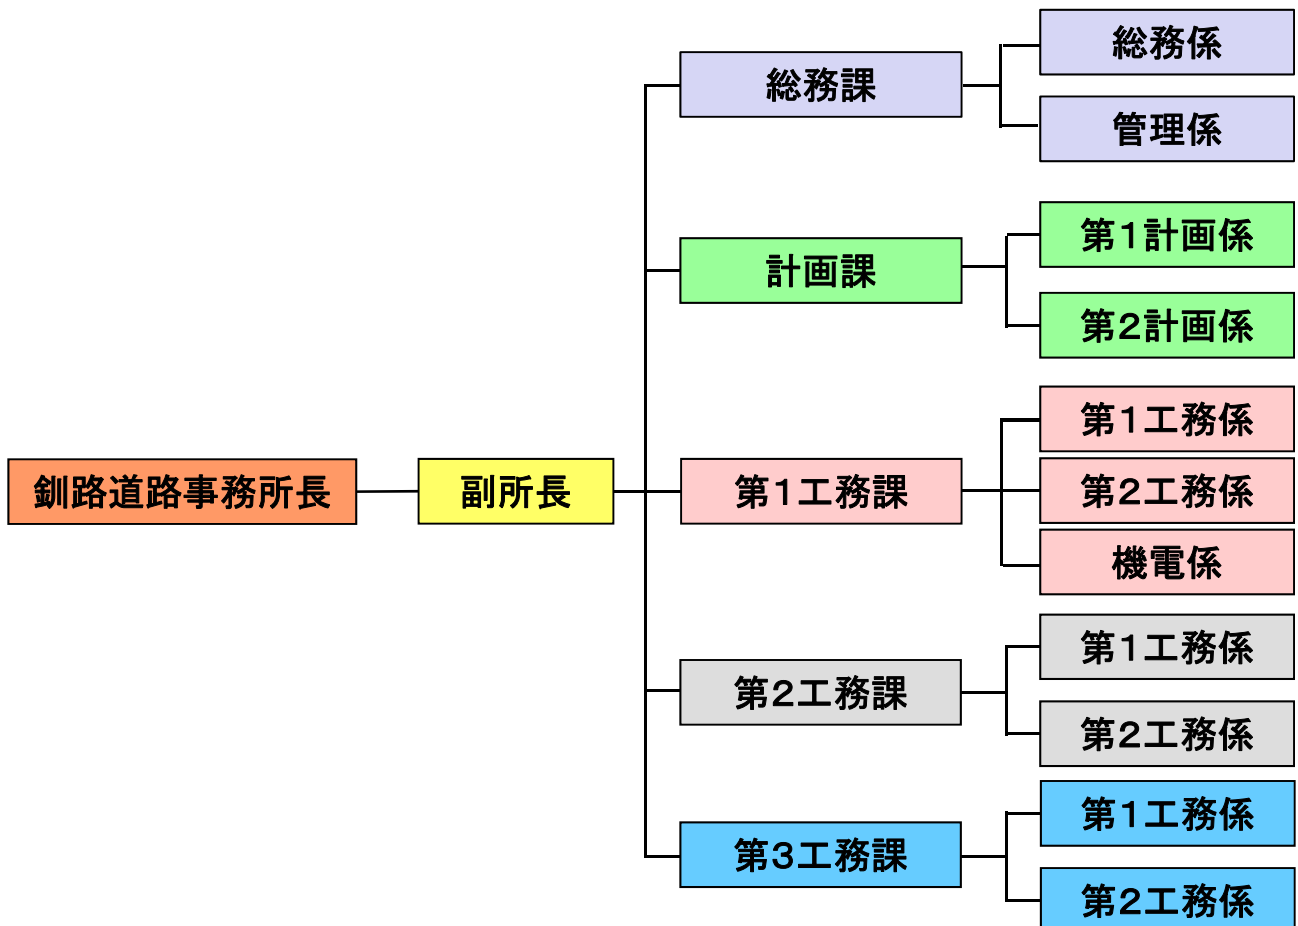 釧路道路事務所長
副所長
総務課
総務係
管理係
計画課
第1計画係
第2計画係
第1工務課
第1工務係
第2工務係
機電係
第2工務課
第1工務係
第2工務係
第3工務課
第1工務係
第2工務係